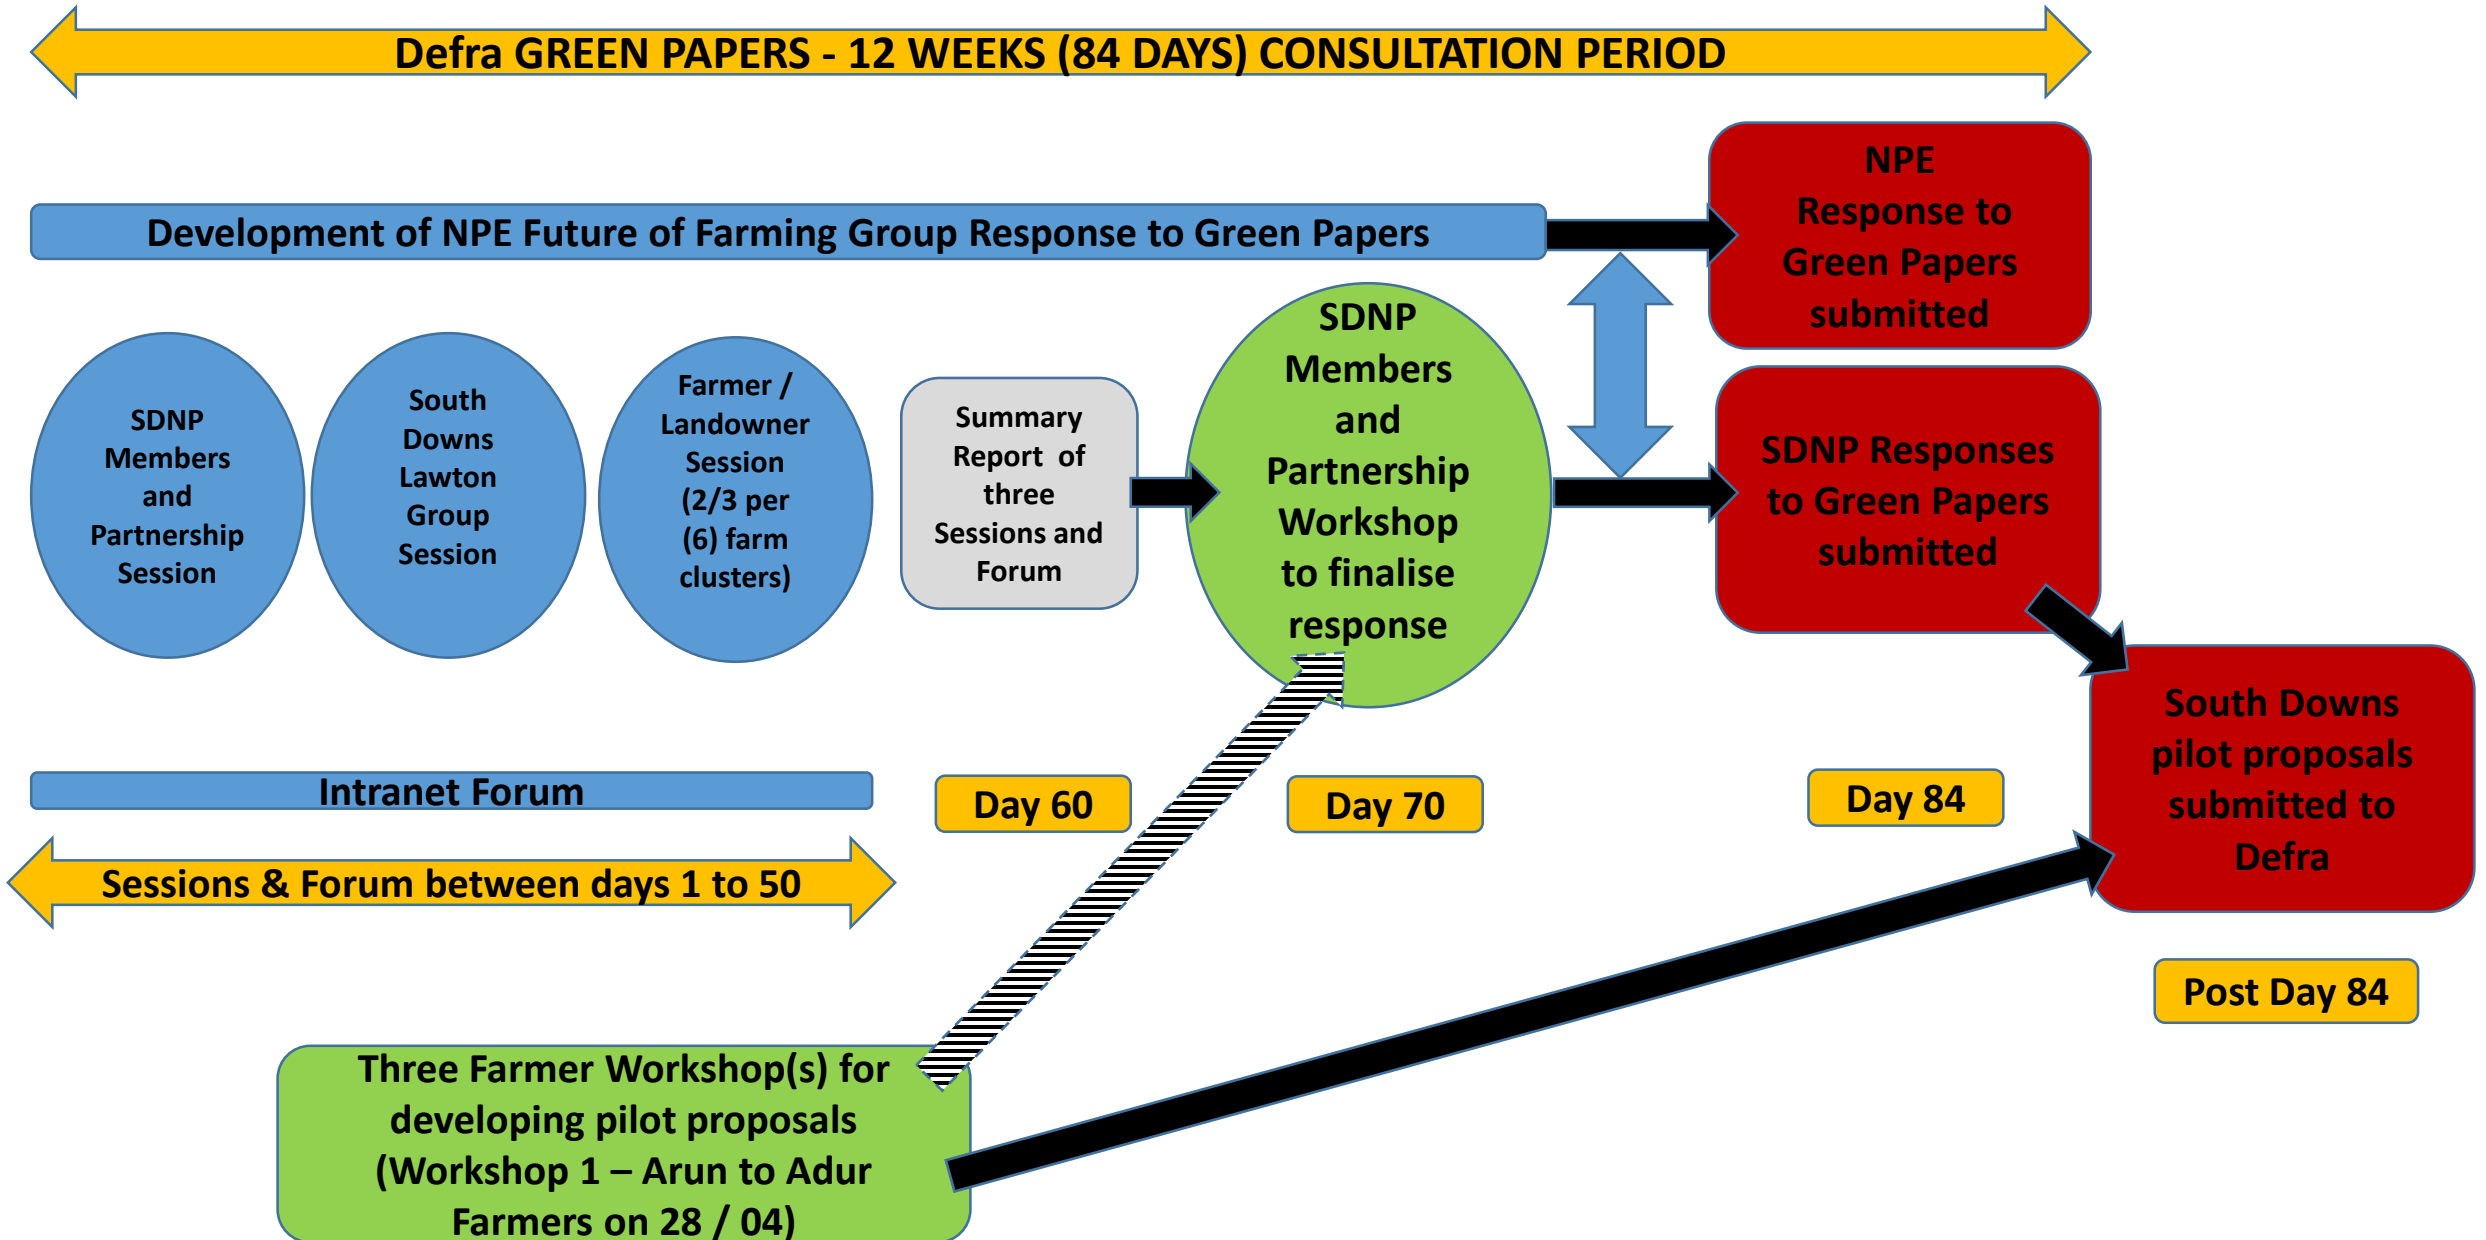 Defra GREEN PAPERS - 12 WEEKS (84 DAYS) CONSULTATION PERIOD
NPE
Response to
Green Papers
submitted
Development of NPE Future of Farming Group Response to Green Papers
SDNP
Members
and
Partnership
Session
South
Downs
Lawton
Group
Session
Farmer /
Landowner
Session
(2/3 per
(6) farm
clusters)
Summary
Report of
three
Sessions and
Forum
SDNP
Members
and
Partnership
Workshop
to finalise
response
SDNP Responses
to Green Papers
submitted
South Downs
pilot proposals
submitted to
Defra
Intranet Forum
Day 60
Day 70
Day 84
Sessions & Forum between days 1 to 50
Post Day 84
Three Farmer Workshop(s) for
developing pilot proposals
(Workshop 1 – Arun to Adur
Farmers on 28 / 04)